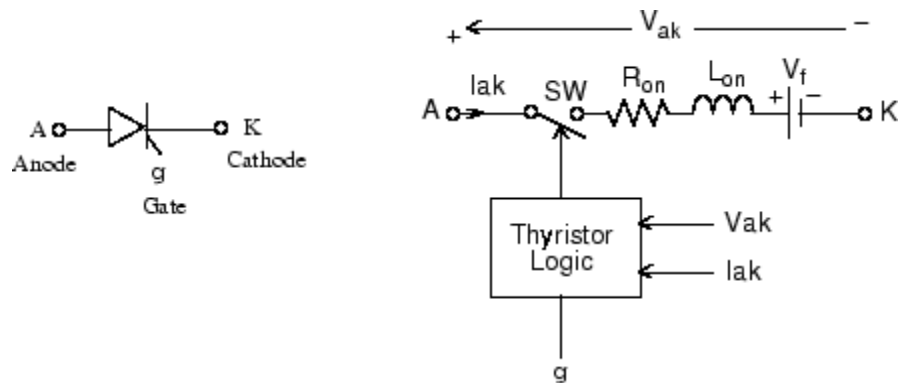 A
K
Anode
Cathode
g
Gate
+ Vak −
Iak
SW
Ron
Lon
Vf
+ −
A
K
Thyristor
Logic
Vak
Iak
g